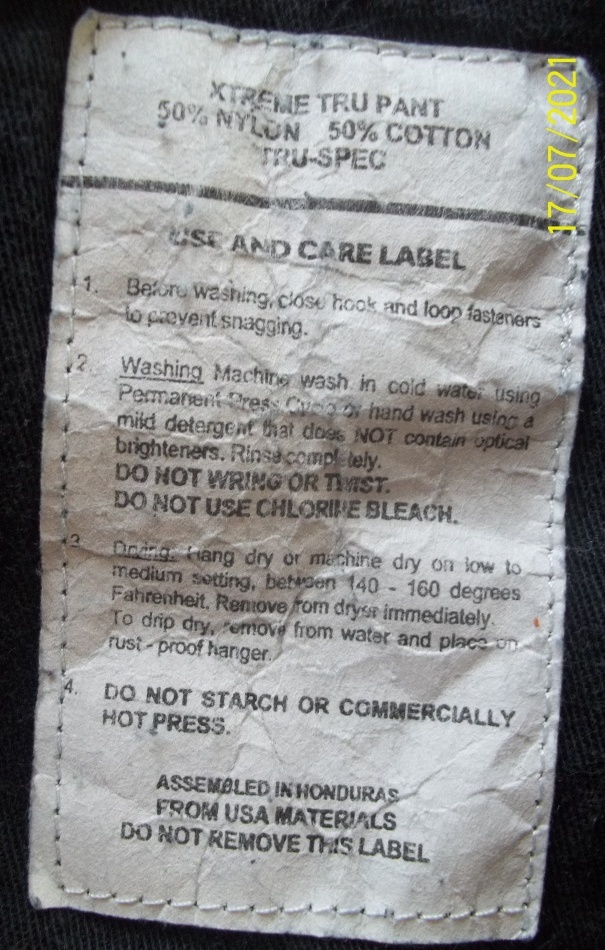 XTREME TRU PANT
50% NYLON 50% COTTON
TRU-SPEC
USE AND CARE LABEL
1. Before washing, close hook and loop fasteners
to prevent snagging.
2. Washing Machine wash in cold water using
Permanent Press Cycle or hand wash using a
mild detergent that does NOT contain optical
brighteners. Rinse completely.
DO NOT WRING OR TWIST.
DO NOT USE CHLORINE BLEACH.
3. Drying. Hang dry or machine dry on low to
medium setting, between 140 - 160 degrees
Fahrenheit. Remove from dryer immediately.
To drip dry, remove from water and place on
rust - proof hanger.
4. DO NOT STARCH OR COMMERCIALLY
HOT PRESS.
ASSEMBLED IN HONDURAS
FROM USA MATERIALS
DO NOT REMOVE THIS LABEL
17/07/2021